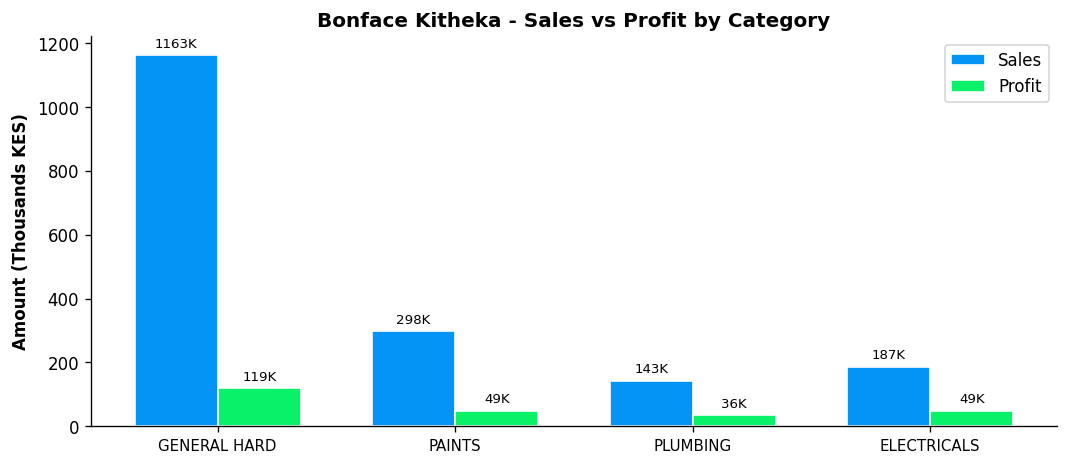 Bonface Kitheka - Sales vs Profit by Category
Amount (Thousands KES)
1200
1000
800
600
400
200
0
1163K
119K
298K
49K
143K
36K
187K
49K
GENERAL HARD
PAINTS
PLUMBING
ELECTRICALS
Sales
Profit